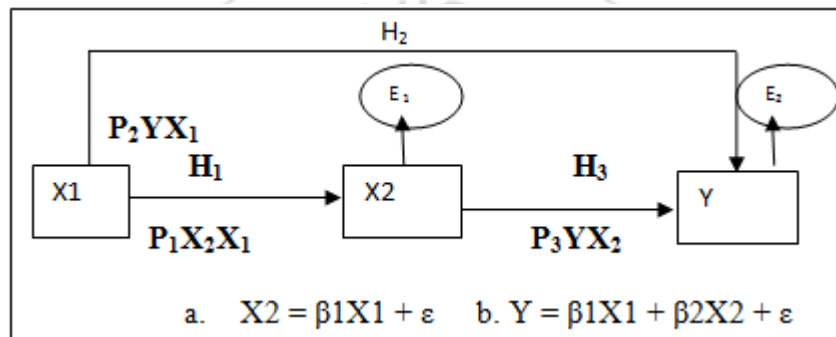 H₂
E₁ E₂
P₂YX₁
X1 H₁ X2 H₃ Y
P₁X₂X₁ P₃YX₂
a. X2 = β1X1 + ε b. Y = β1X1 + β2X2 + ε